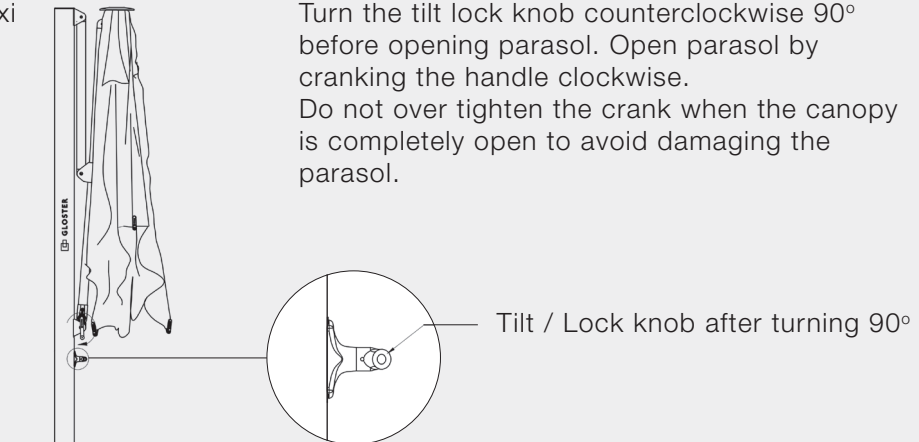 xi
Turn the tilt lock knob counterclockwise 90º
before opening parasol. Open parasol by
cranking the handle clockwise.
Do not over tighten the crank when the canopy
is completely open to avoid damaging the
parasol.
GLOSTER
Tilt / Lock knob after turning 90º